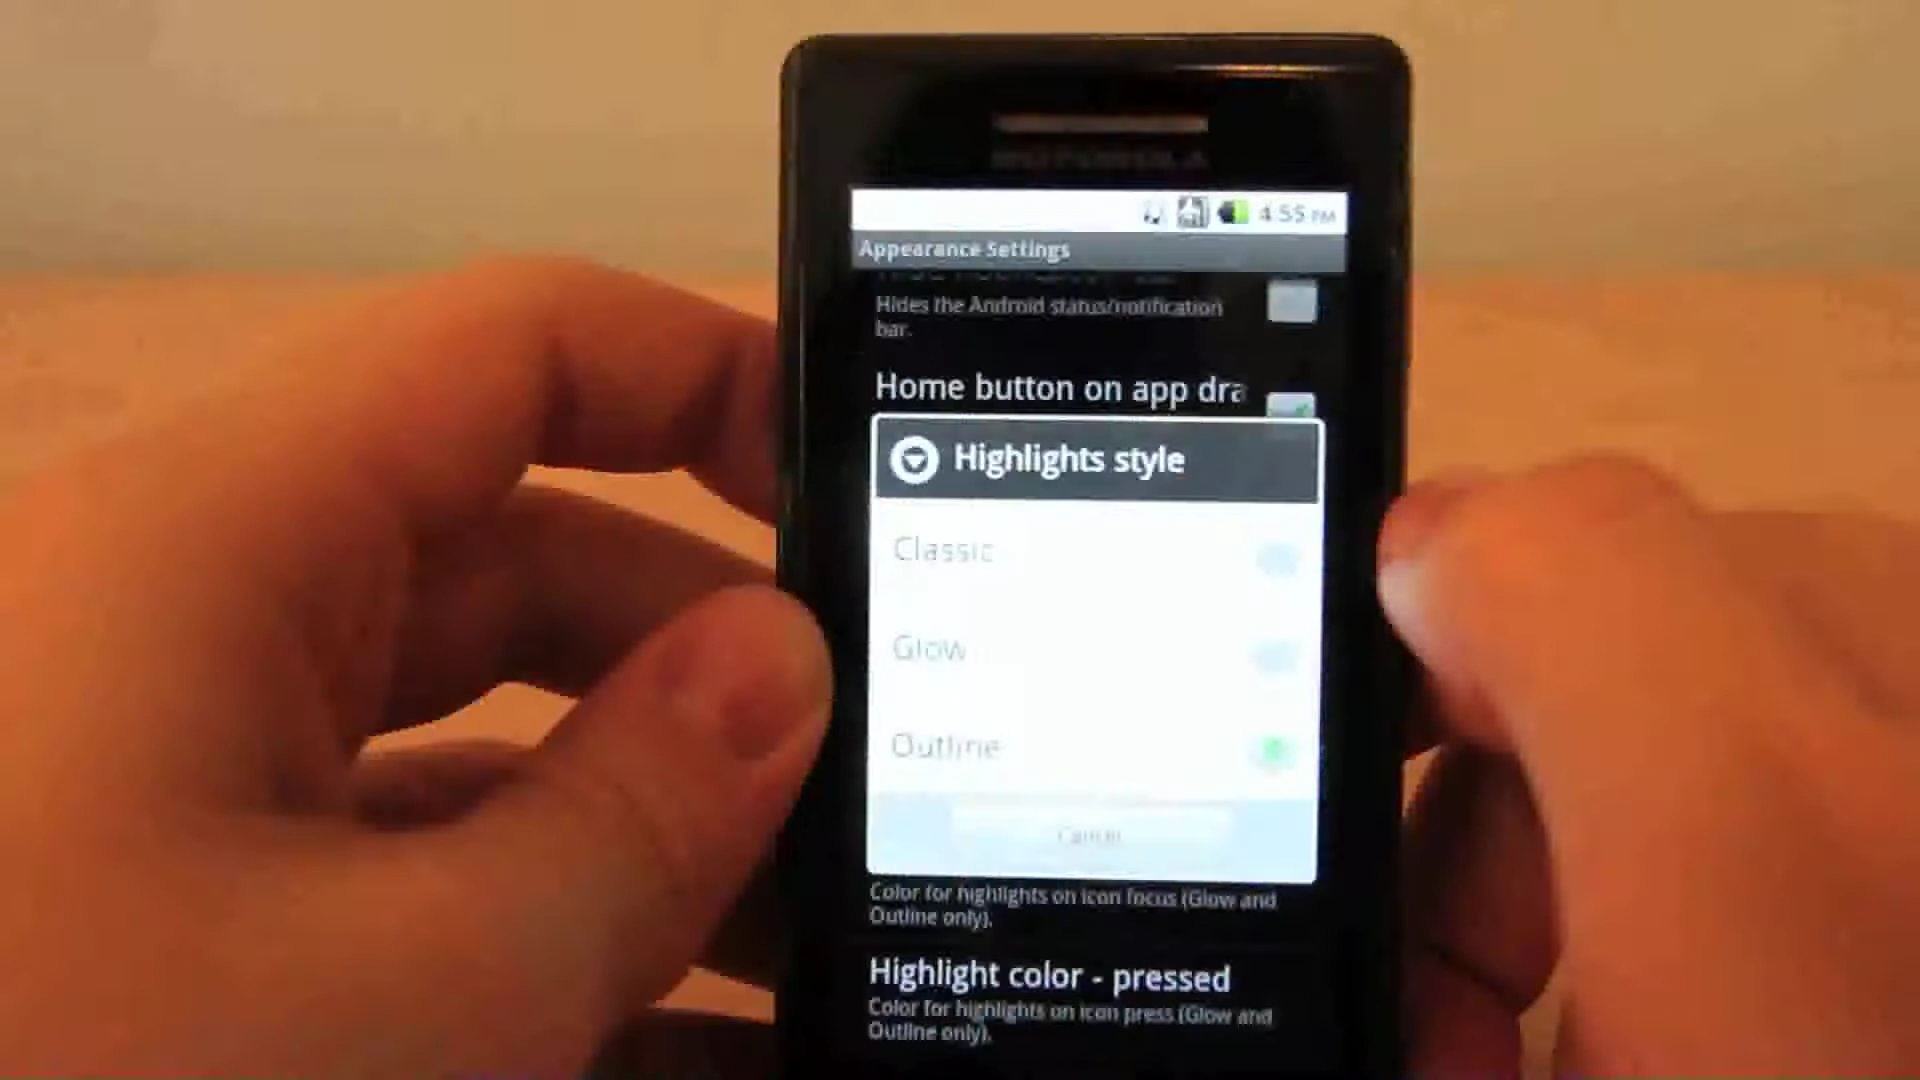 MOTOROLA
4:55 PM
Appearance Settings
Hides the Android status/notification
bar.
Home button on app dra
Highlights style
Classic
Glow
Outline
Cancel
Color for highlights on icon focus (Glow and
Outline only).
Highlight color - pressed
Color for highlights on icon press (Glow and
Outline only).